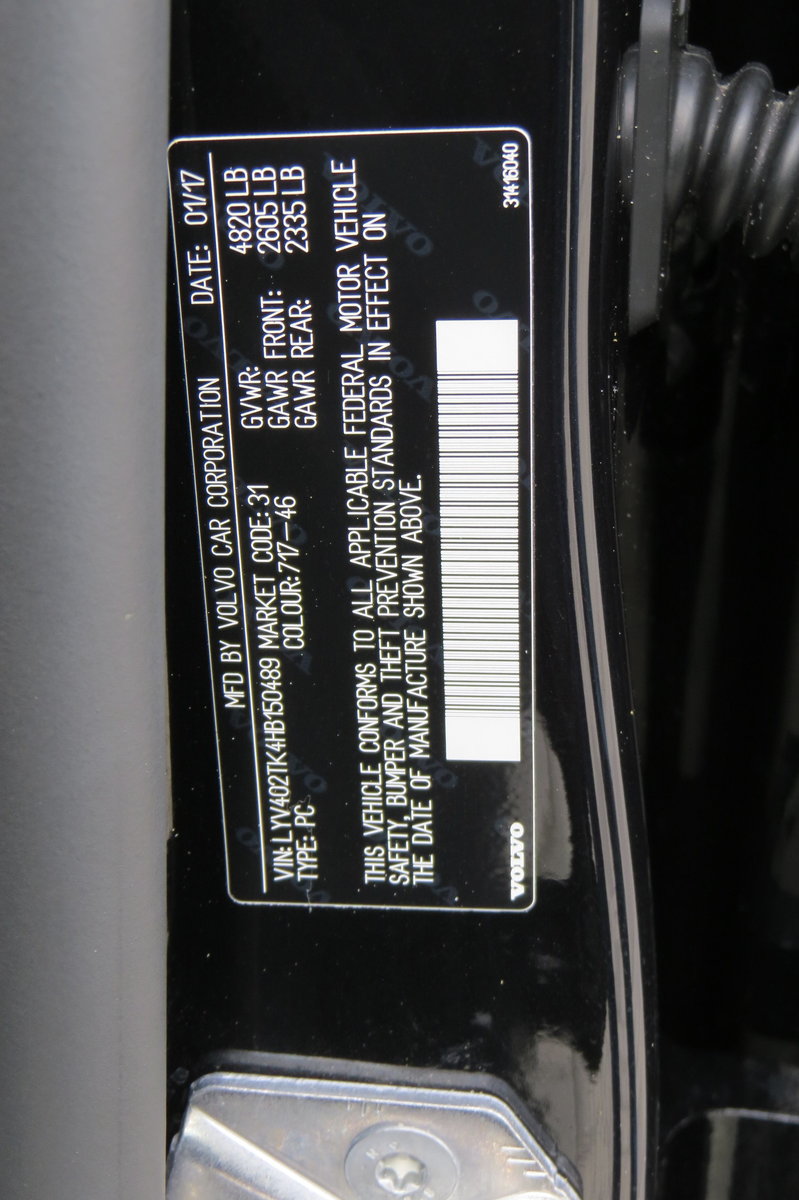 MFD BY VOLVO CAR CORPORATION DATE: 01/17
VIN: LYV402TK4HB150489 MARKET CODE: 31 GVWR: 4820 LB
TYPE: PC COLOUR: 717-46 GAWR FRONT: 2605 LB
GAWR REAR: 2335 LB
THIS VEHICLE CONFORMS TO ALL APPLICABLE FEDERAL MOTOR VEHICLE
SAFETY, BUMPER AND THEFT PREVENTION STANDARDS IN EFFECT ON
THE DATE OF MANUFACTURE SHOWN ABOVE.
VOLVO 31416040